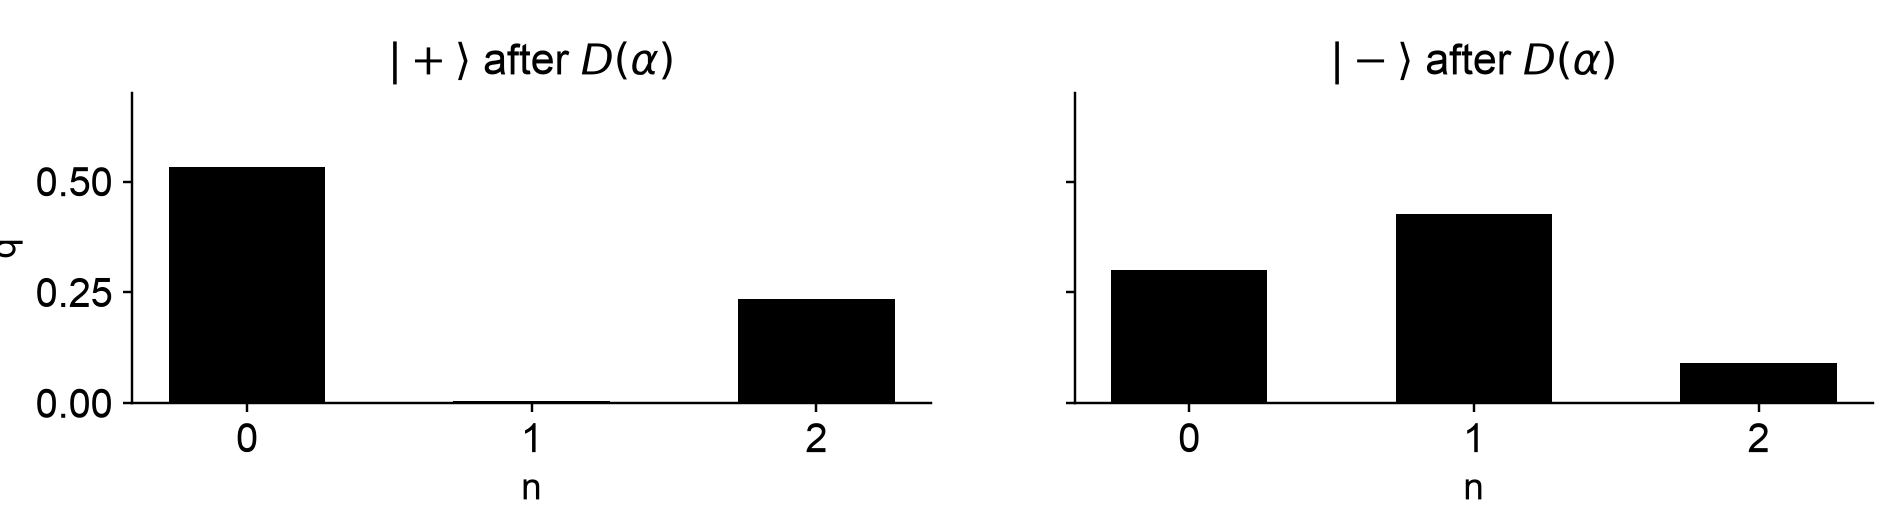 | + ⟩ after D(α)
0.50
0.25
0.00
0 1 2
n
| − ⟩ after D(α)
0 1 2
n